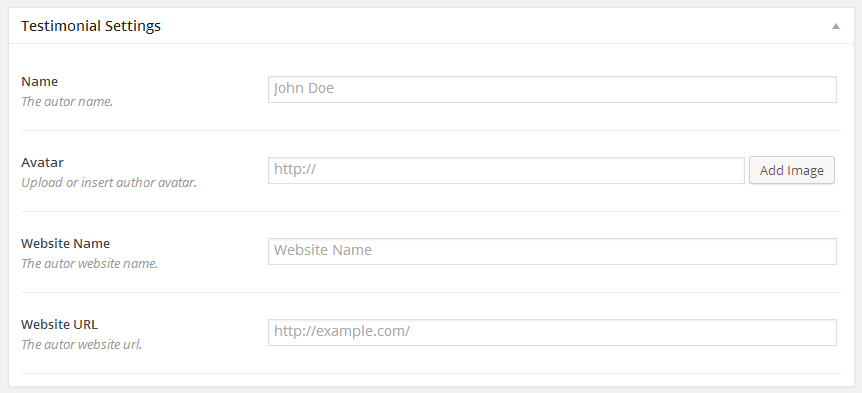 Testimonial Settings
Name
The autor name.
John Doe
Avatar
Upload or insert author avatar.
http://
Add Image
Website Name
The autor website name.
Website Name
Website URL
The autor website url.
http://example.com/